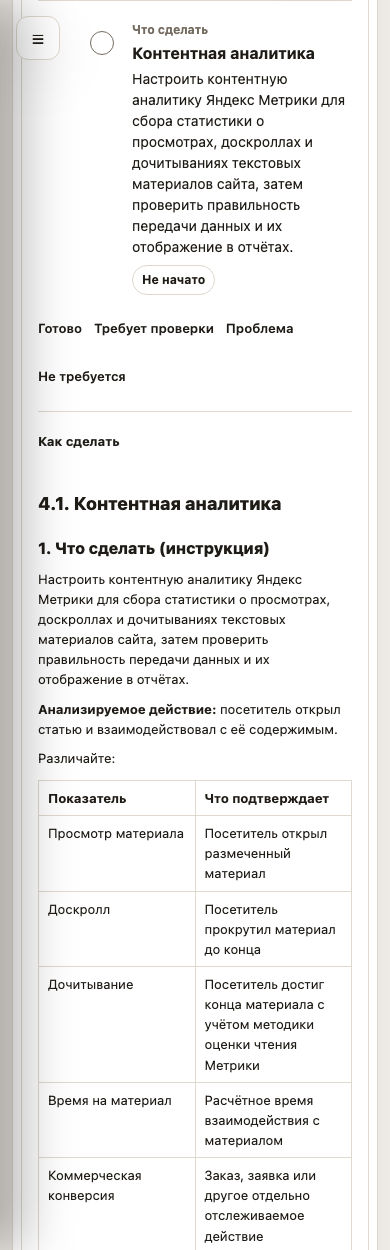 Что сделать
Контентная аналитика
Настроить контентную
аналитику Яндекс Метрики для
сбора статистики о
просмотрах, доскроллах и
дочитываниях текстовых
материалов сайта, затем
проверить правильность
передачи данных и их
отображение в отчётах.
Не начато
Готово Требует проверки Проблема
Не требуется
Как сделать
4.1. Контентная аналитика
1. Что сделать (инструкция)
Настроить контентную аналитику Яндекс
Метрики для сбора статистики о просмотрах,
доскроллах и дочитываниях текстовых
материалов сайта, затем проверить
правильность передачи данных и их
отображение в отчётах.
Анализируемое действие: посетитель открыл
статью и взаимодействовал с её содержимым.
Различайте:
Показатель Что подтверждает
Просмотр материала Посетитель открыл
размеченный
материал
Доскролл Посетитель
прокрутил материал
до конца
Дочитывание Посетитель достиг
конца материала с
учётом методики
оценки чтения
Метрики
Время на материал Расчётное время
взаимодействия с
материалом
Коммерческая Заказ, заявка или
конверсия другое отдельно
отслеживаемое
действие